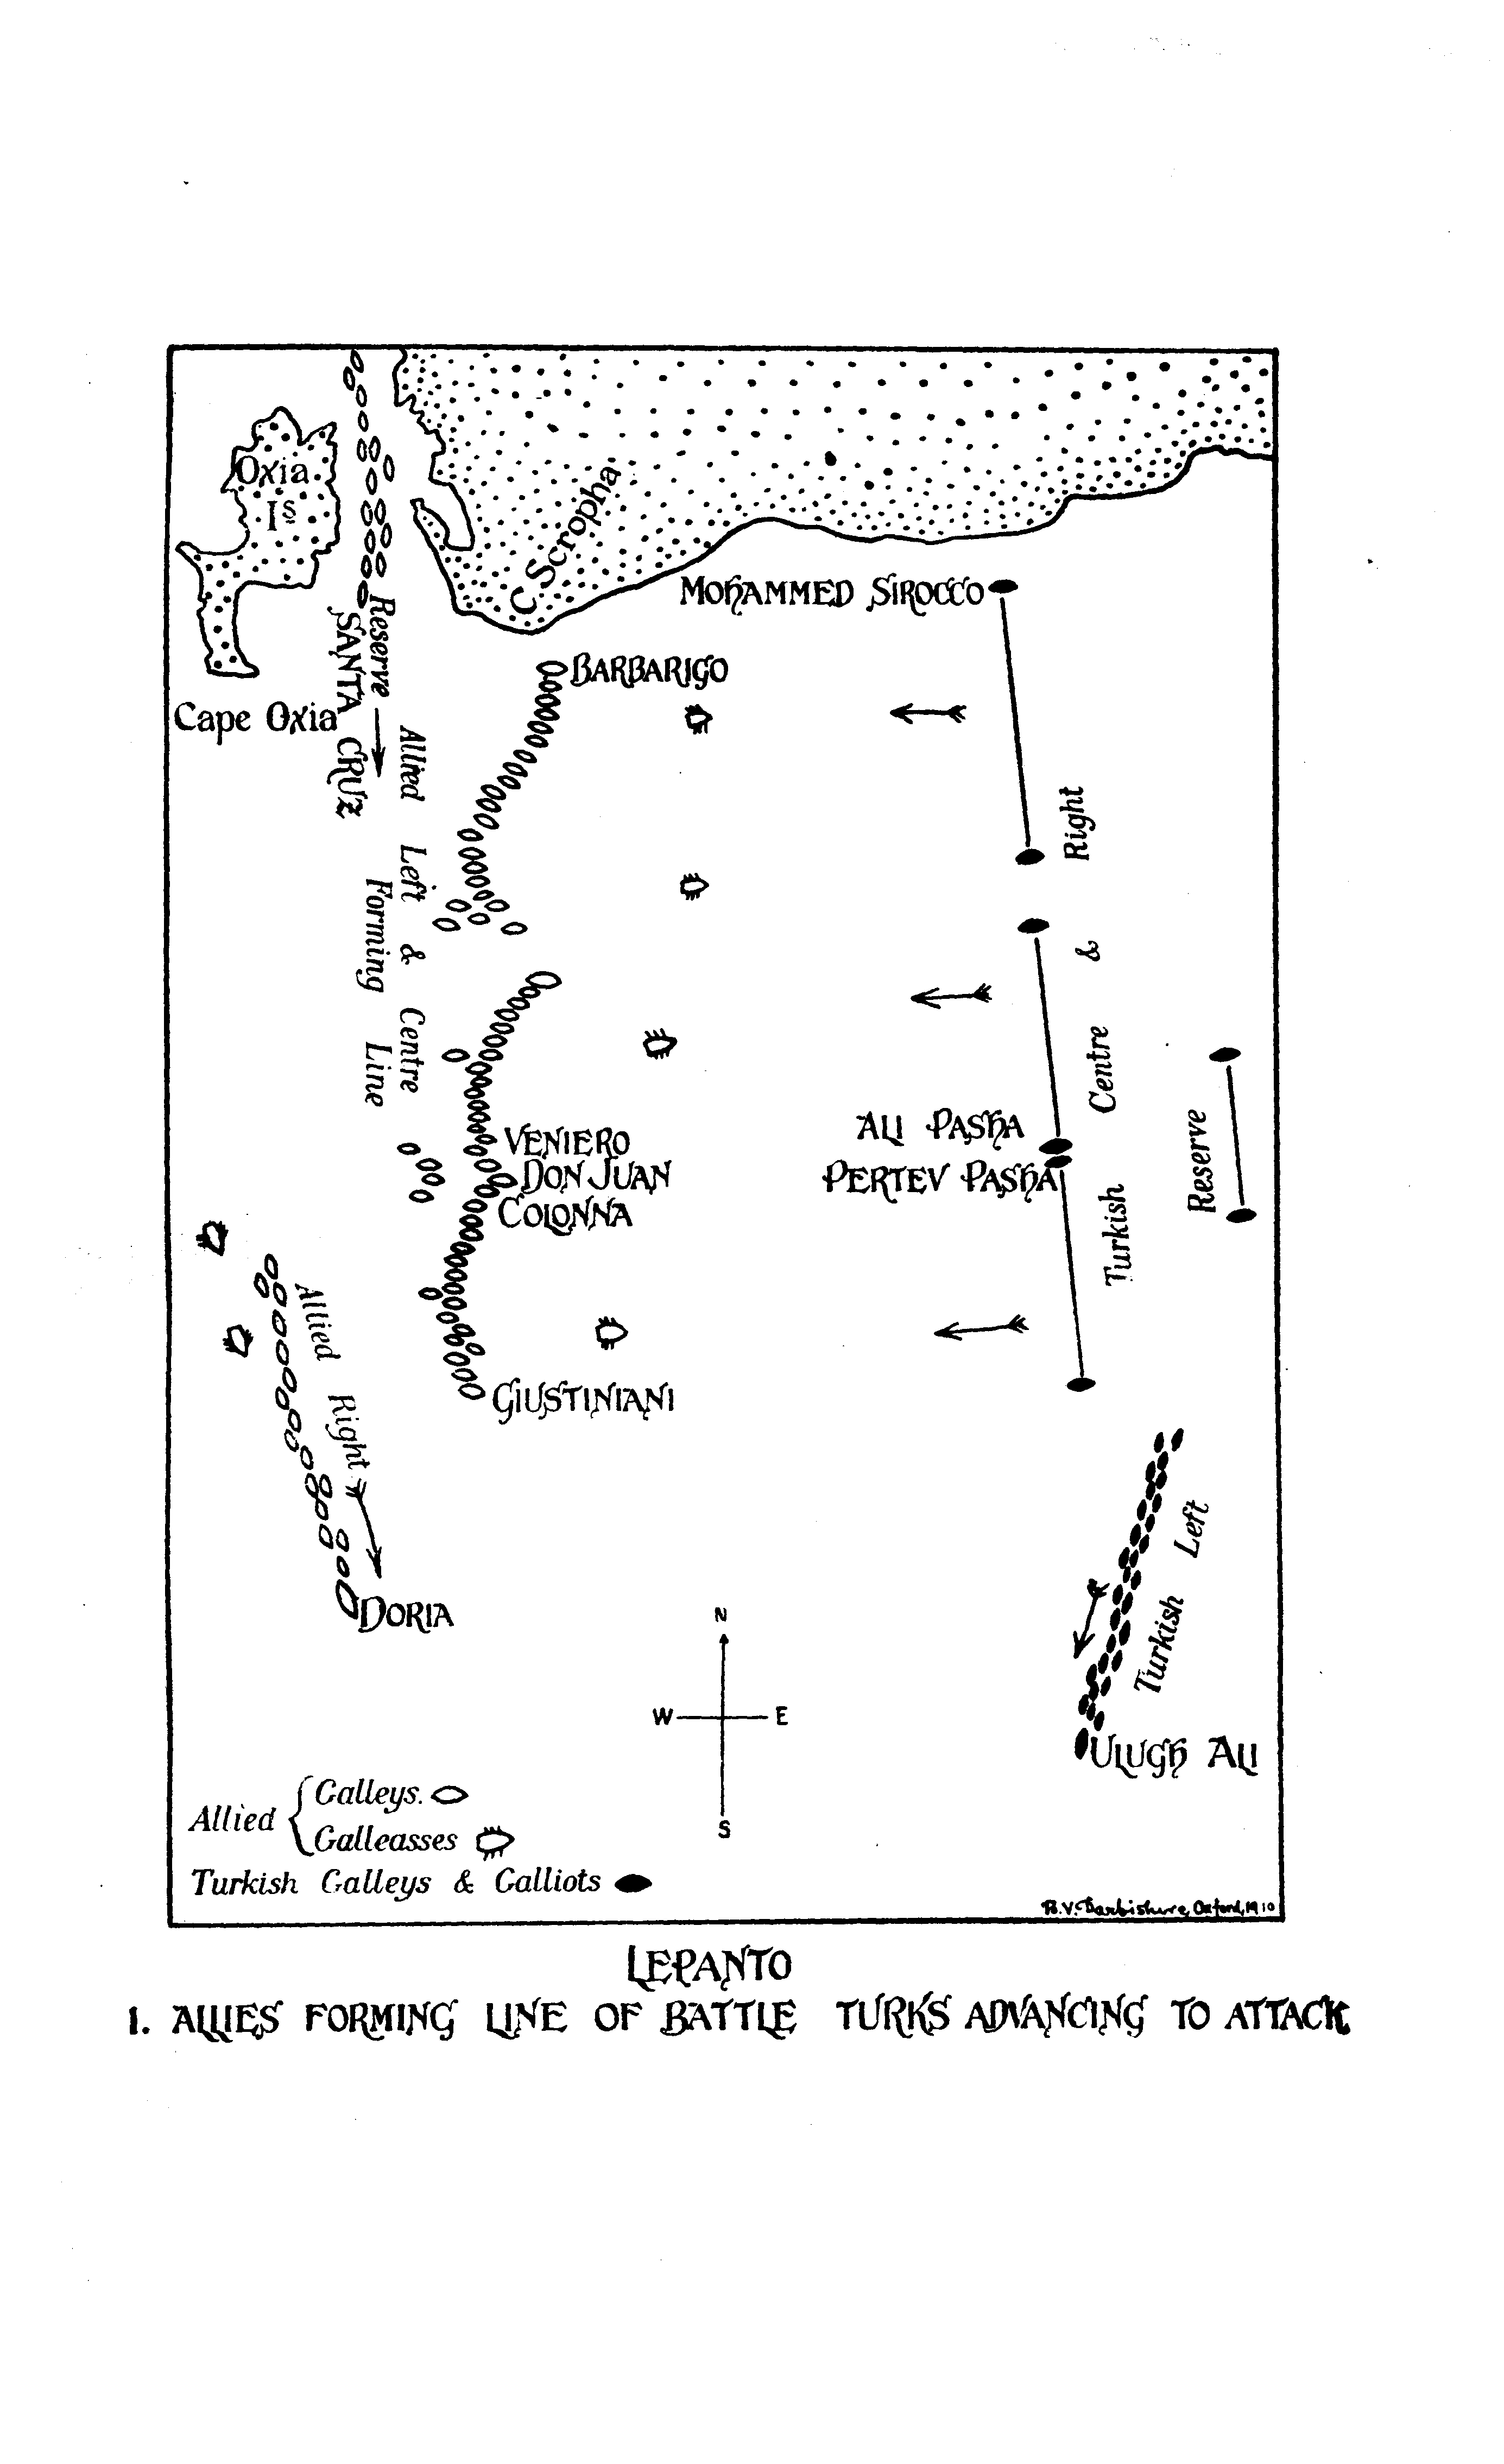 Oxia
Is
C. Scropha
Cape Oxia
Reserve
SANTA CRUZ
Allied Left & Centre
Forming Line
BARBARIGO
MOHAMMED SIROCCO
VENIERO
DON JUAN
COLONNA
GIUSTINIANI
ALI PASHA
PERTEV PASHA
Turkish Centre & Right
Reserve
Allied Right
DORIA
Turkish Left
ULUGH ALI
N
W E
S
Allied
Galleys.
Galleasses
Turkish Galleys & Galliots
B.V. Darbishire, Oxford, 1910
LEPANTO
1. ALLIES FORMING LINE OF BATTLE TURKS ADVANCING TO ATTACK